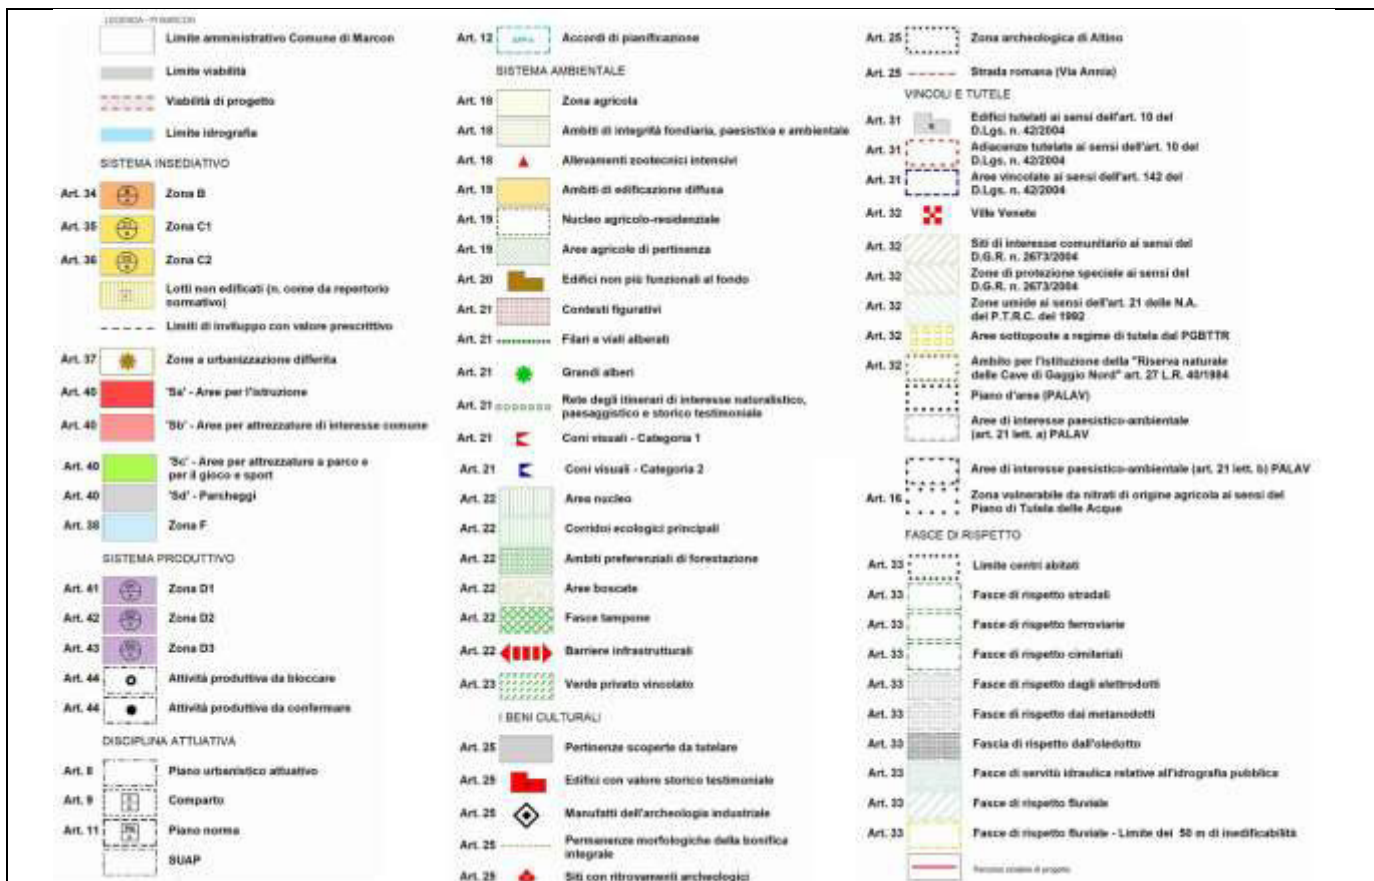 LEGENDA - PI MARCON
Limite amministrativo Comune di Marcon
Limite viabilità
Viabilità di progetto
Limite idrografia
SISTEMA INSEDIATIVO
Art. 34 Zona B
Art. 35 Zona C1
Art. 36 Zona C2
Lotti non edificati (n. come da repertorio
normativo)
Limiti di inviluppo con valore prescrittivo
Art. 37 Zone a urbanizzazione differita
Art. 40 'Sa' - Aree per l'istruzione
Art. 40 'Sb' - Aree per attrezzature di interesse comune
Art. 40 'Sc' - Aree per attrezzature a parco e
per il gioco e sport
Art. 40 'Sd' - Parcheggi
Art. 38 Zona F
SISTEMA PRODUTTIVO
Art. 41 Zona D1
Art. 42 Zona D2
Art. 43 Zona D3
Art. 44 Attività produttiva da bloccare
Art. 44 Attività produttiva da confermare
DISCIPLINA ATTUATIVA
Art. 8 Piano urbanistico attuativo
Art. 9 Comparto
Art. 11 Piano norma
SUAP
Art. 12 Accordi di pianificazione
SISTEMA AMBIENTALE
Art. 18 Zona agricola
Art. 18 Ambiti di integrità fondiaria, paesistica e ambientale
Art. 18 Allevamenti zootecnici intensivi
Art. 19 Ambiti di edificazione diffusa
Art. 19 Nucleo agricolo-residenziale
Art. 19 Aree agricole di pertinenza
Art. 20 Edifici non più funzionali al fondo
Art. 21 Contesti figurativi
Art. 21 Filari e viali alberati
Art. 21 Grandi alberi
Art. 21 Rete degli itinerari di interesse naturalistico,
paesaggistico e storico testimoniale
Art. 21 Coni visuali - Categoria 1
Art. 21 Coni visuali - Categoria 2
Art. 22 Area nucleo
Art. 22 Corridoi ecologici principali
Art. 22 Ambiti preferenziali di forestazione
Art. 22 Aree boscate
Art. 22 Fasce tampone
Art. 22 Barriere infrastrutturali
Art. 23 Verde privato vincolato
I BENI CULTURALI
Art. 25 Pertinenze scoperte da tutelare
Art. 25 Edifici con valore storico testimoniale
Art. 25 Manufatti dell'archeologia industriale
Art. 25 Permanenze morfologiche della bonifica
integrale
Art. 25 Siti con ritrovamenti archeologici
Art. 25 Zona archeologica di Altino
Art. 25 Strada romana (Via Annia)
VINCOLI E TUTELE
Art. 31 Edifici tutelati ai sensi dell'art. 10 del
D.Lgs. n. 42/2004
Art. 31 Adiacenze tutelate ai sensi dell'art. 10 del
D.Lgs. n. 42/2004
Art. 31 Aree vincolate ai sensi dell'art. 142 del
D.Lgs. n. 42/2004
Art. 32 Ville Venete
Art. 32 Siti di interesse comunitario ai sensi del
D.G.R. n. 2673/2004
Art. 32 Zone di protezione speciale ai sensi del
D.G.R. n. 2673/2004
Art. 32 Zone umide ai sensi dell'art. 21 delle N.A.
del P.T.R.C. del 1992
Art. 32 Aree sottoposte a regime di tutela dal PGBTTR
Art. 32 Ambito per l'istituzione della "Riserva naturale
delle Cave di Gaggio Nord" art. 27 L.R. 40/1984
Piano d'area (PALAV)
Aree di interesse paesistico-ambientale
(art. 21 lett. a) PALAV
Aree di interesse paesistico-ambientale (art. 21 lett. b) PALAV
Art. 16 Zona vulnerabile da nitrati di origine agricola ai sensi del
Piano di Tutela delle Acque
FASCE DI RISPETTO
Art. 33 Limite centri abitati
Art. 33 Fasce di rispetto stradali
Art. 33 Fasce di rispetto ferroviarie
Art. 33 Fasce di rispetto cimiteriali
Art. 33 Fasce di rispetto dagli elettrodotti
Art. 33 Fasce di rispetto dai metanodotti
Art. 33 Fascia di rispetto dall'oledotto
Art. 33 Fasce di servitù idraulica relative all'idrografia pubblica
Art. 33 Fasce di rispetto fluviale
Art. 33 Fasce di rispetto fluviale - Limite dei 50 m di inedificabilità
Percorso ciclabile di progetto